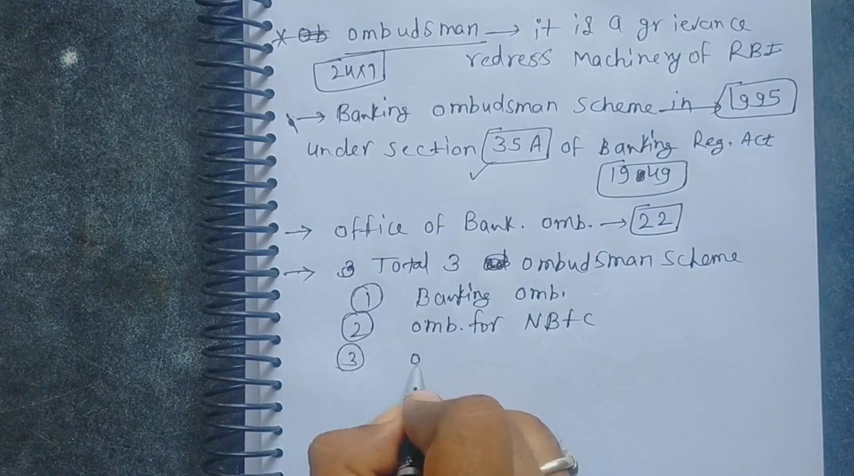 * ombudsman → it is a grievance
24x7 redress Machinery of RBI
→ Banking ombudsman scheme in → 1995
under section 35A of Banking Reg. Act
1949
→ office of Bank. omb. → 22
→ Total 3 ombudsman scheme
1 Banking omb.
2 omb. for NBFC
3 o